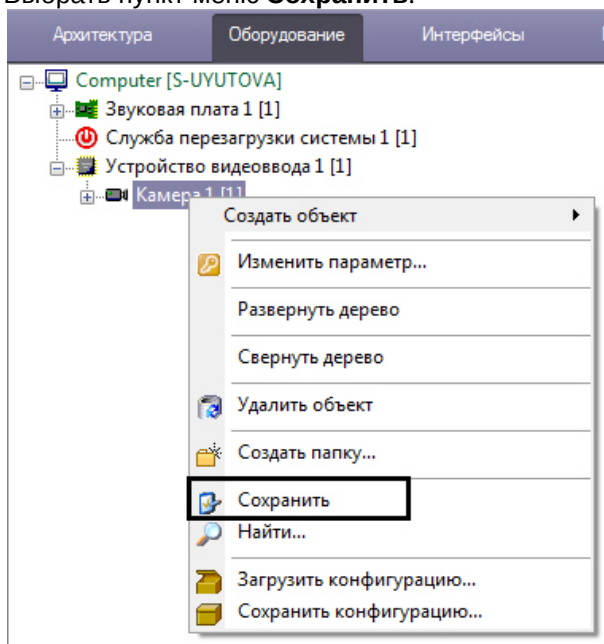 Выбрать пункт меню Сохранить.
Архитектура Оборудование Интерфейсы
Computer [S-UYUTOVA]
Звуковая плата 1 [1]
Служба перезагрузки системы 1 [1]
Устройство видеоввода 1 [1]
Камера 1 [1]
Создать объект
Изменить параметр...
Развернуть дерево
Свернуть дерево
Удалить объект
Создать папку...
Сохранить
Найти...
Загрузить конфигурацию...
Сохранить конфигурацию...